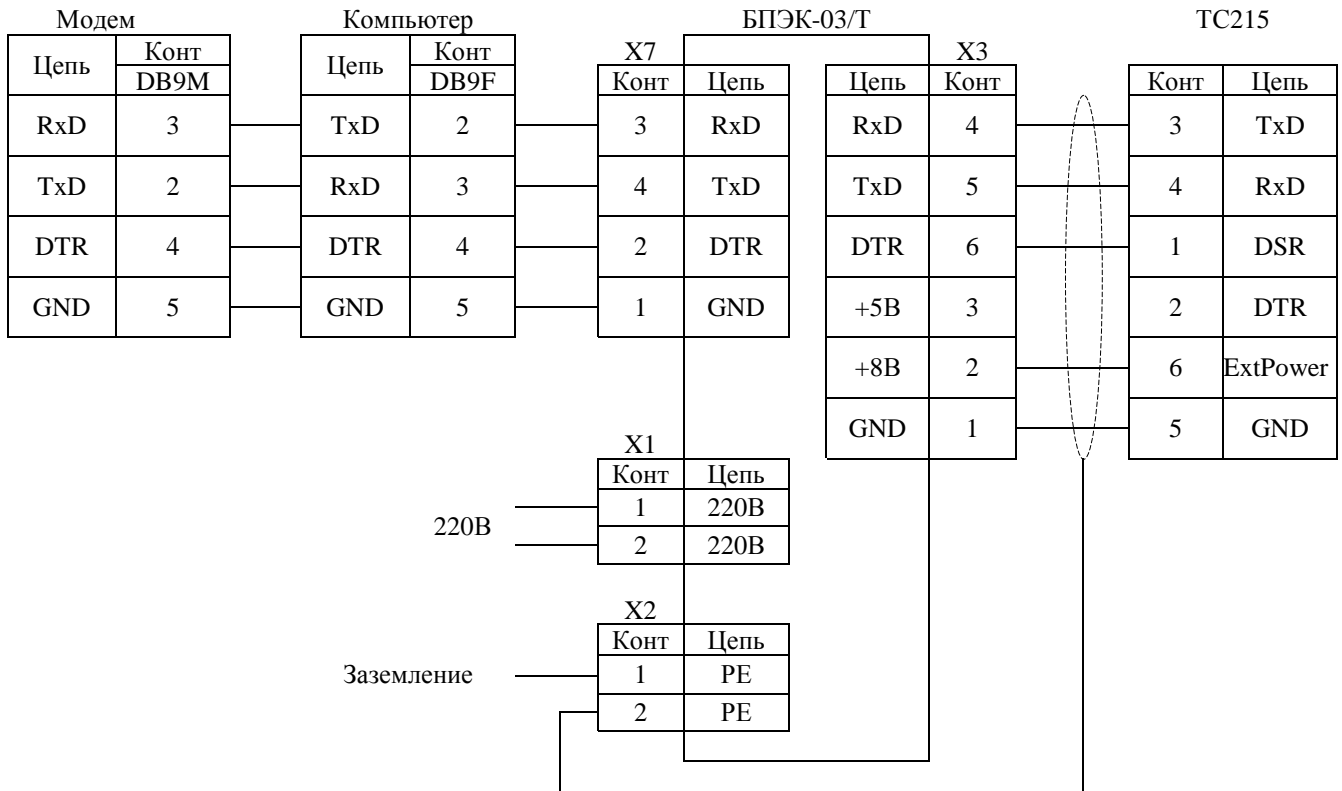 Модем Компьютер БПЭК-03/Т ТС215
Цепь Конт Цепь Конт X7 X3
DB9M DB9F Конт Цепь Цепь Конт Конт Цепь
RxD 3 TxD 2 3 RxD RxD 4 3 TxD
TxD 2 RxD 3 4 TxD TxD 5 4 RxD
DTR 4 DTR 4 2 DTR DTR 6 1 DSR
GND 5 GND 5 1 GND +5В 3 2 DTR
+8В 2 6 ExtPower
GND 1 5 GND
X1
Конт Цепь
220В 1 220В
2 220В
X2
Конт Цепь
Заземление 1 PE
2 PE